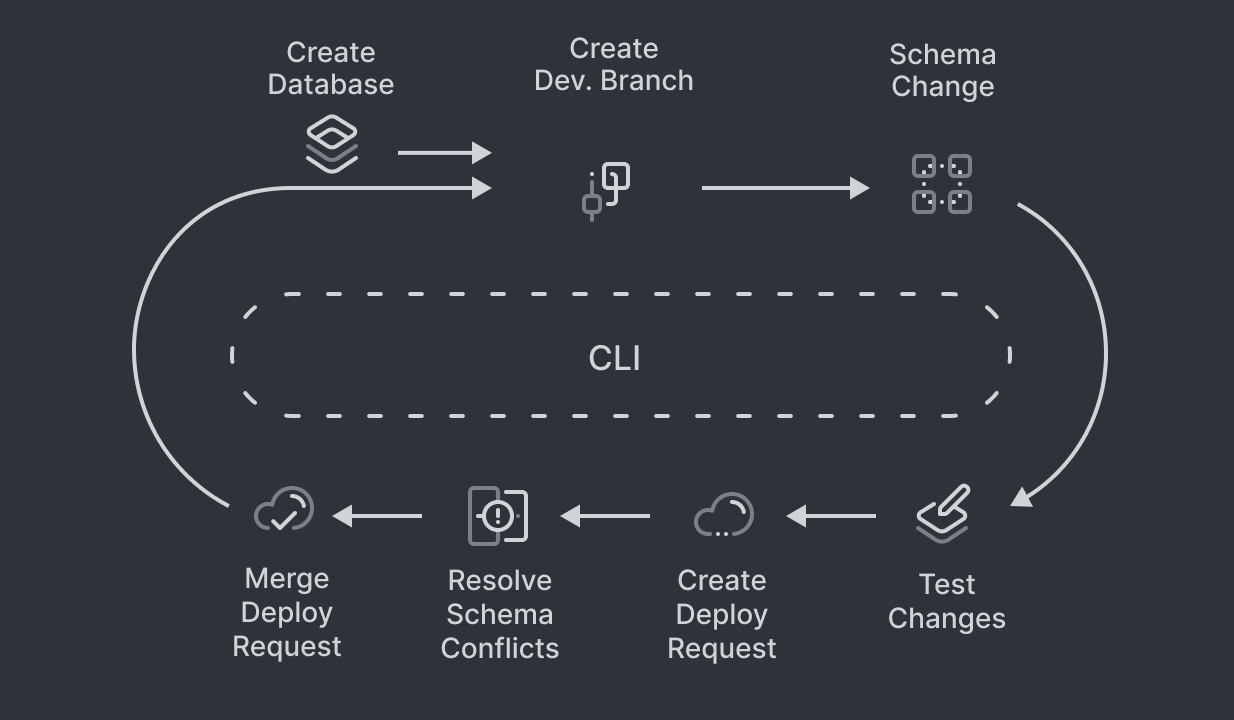 Create
Database
Create
Dev. Branch
Schema
Change
CLI
Merge
Deploy
Request
Resolve
Schema
Conflicts
Create
Deploy
Request
Test
Changes